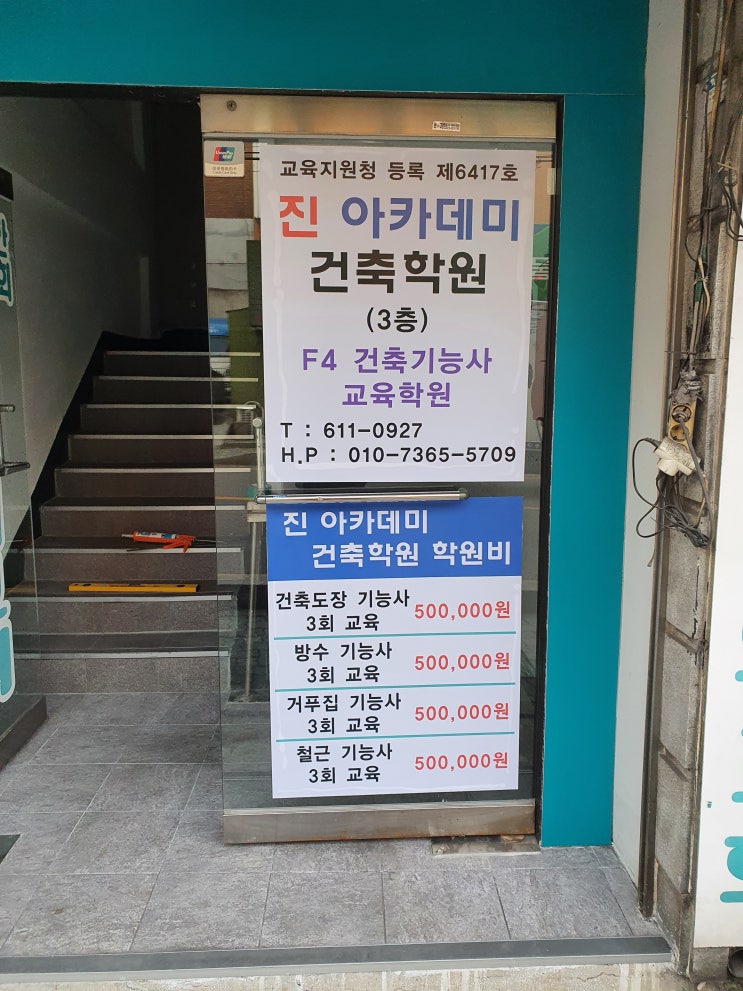 교육지원청 등록 제6417호
진 아카데미
건축학원
(3층)
F4 건축기능사
교육학원
T : 611-0927
H.P : 010-7365-5709
진 아카데미
건축학원 학원비
건축도장 기능사
3회 교육
500,000원
방수 기능사
3회 교육
500,000원
거푸집 기능사
3회 교육
500,000원
철근 기능사
3회 교육
500,000원